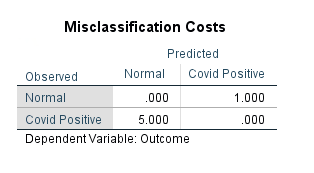 Misclassification Costs
Predicted
Observed Normal Covid Positive
Normal .000 1.000
Covid Positive 5.000 .000
Dependent Variable: Outcome